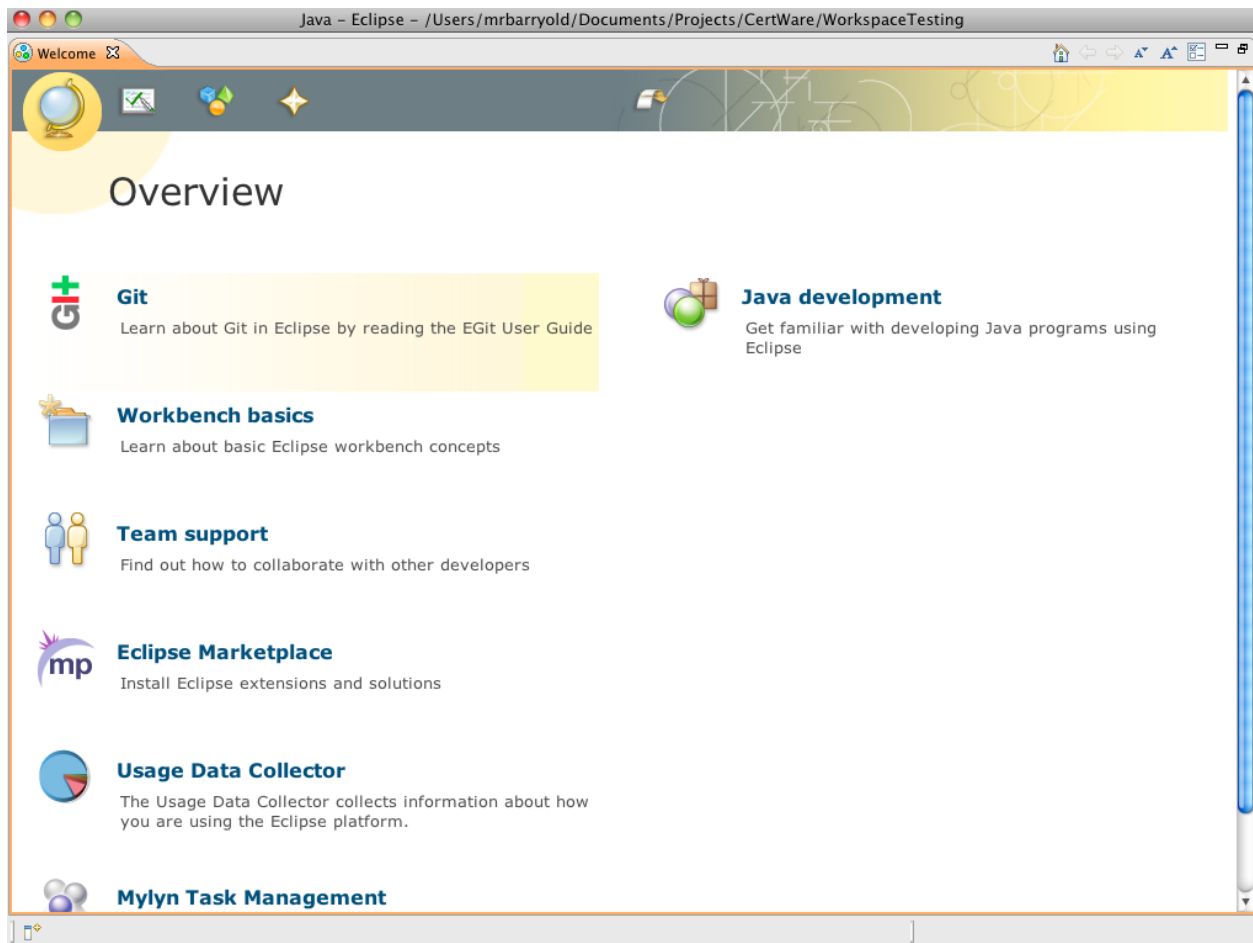 Java – Eclipse – /Users/mrbarryold/Documents/Projects/CertWare/WorkspaceTesting
Welcome
Overview
Git
Git
Learn about Git in Eclipse by reading the EGit User Guide
Java development
Get familiar with developing Java programs using
Eclipse
Workbench basics
Learn about basic Eclipse workbench concepts
Team support
Find out how to collaborate with other developers
mp
Eclipse Marketplace
Install Eclipse extensions and solutions
Usage Data Collector
The Usage Data Collector collects information about how
you are using the Eclipse platform.
Mylyn Task Management